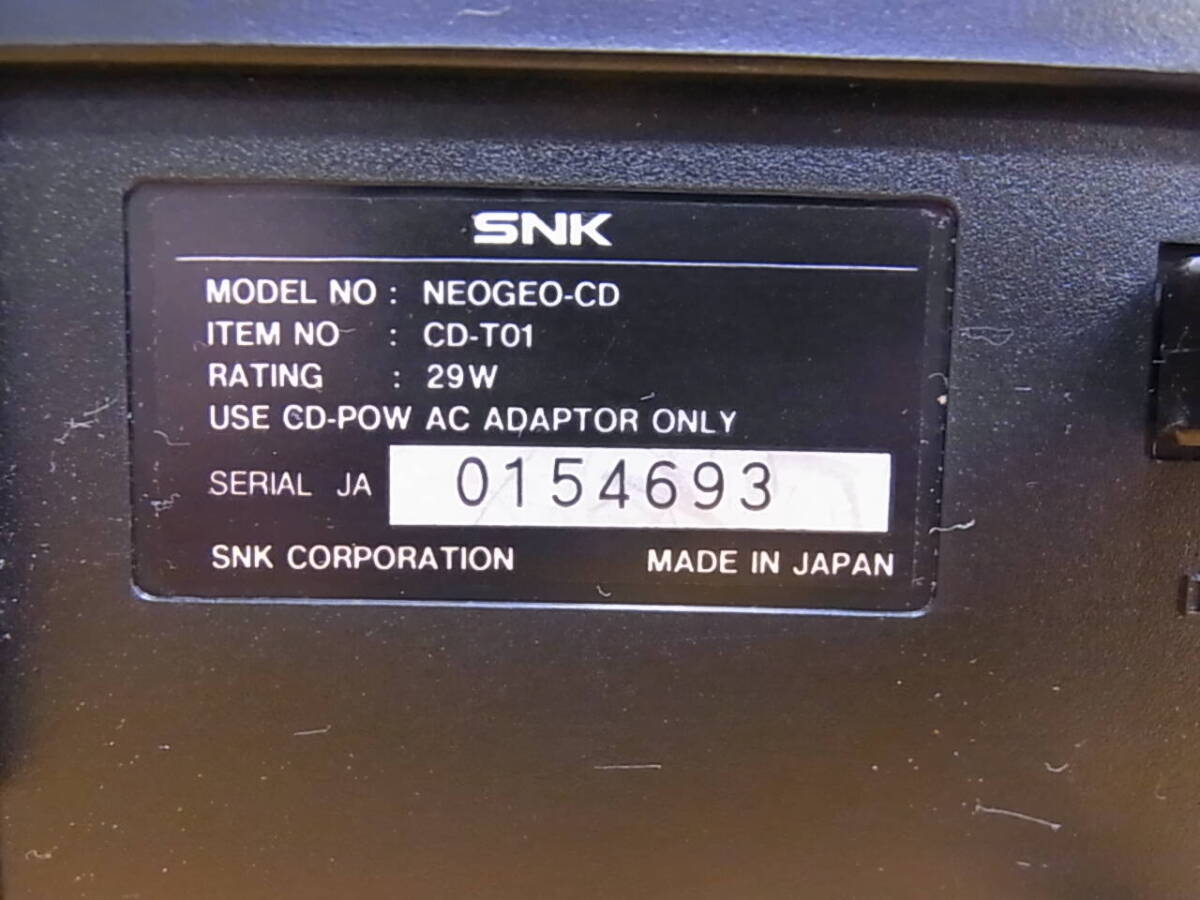 SNK
MODEL NO : NEOGEO-CD
ITEM NO : CD-T01
RATING : 29W
USE CD-POW AC ADAPTOR ONLY
SERIAL JA 0154693
SNK CORPORATION MADE IN JAPAN